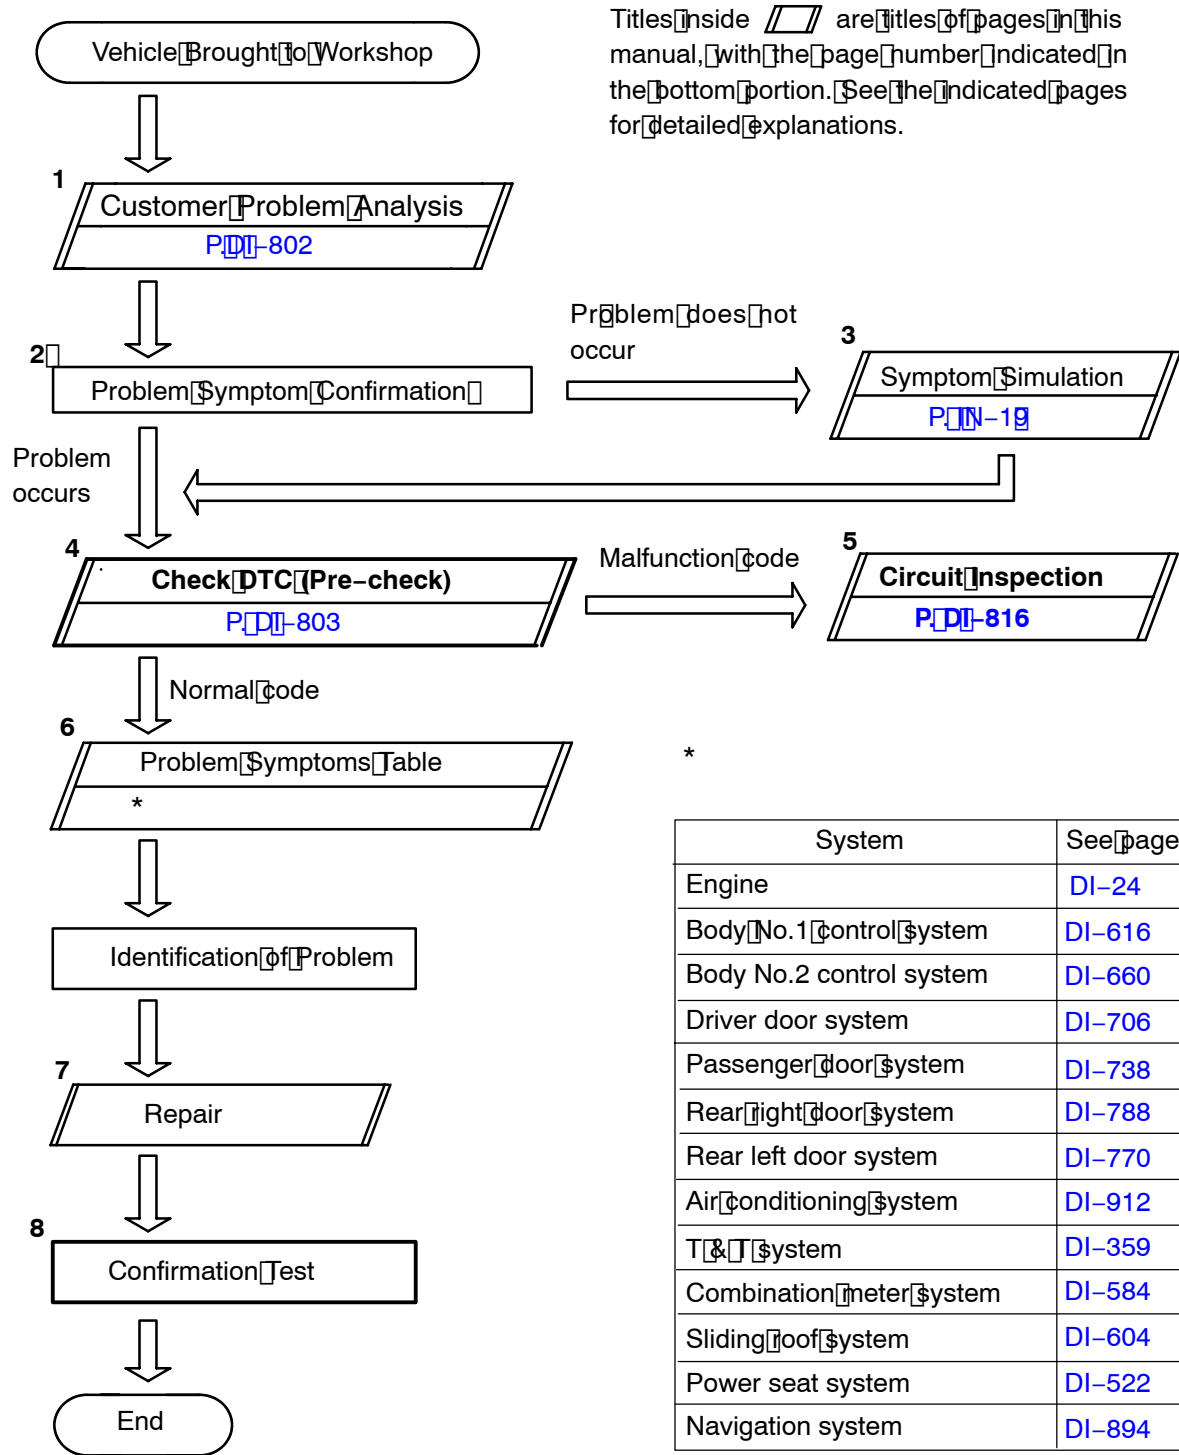 Vehicle Brought to Workshop
Titles inside are titles of pages in this
manual, with the page number indicated in
the bottom portion. See the indicated pages
for detailed explanations.
1
Customer Problem Analysis
P. DI–802
2
Problem Symptom Confirmation
Problem does not
occur
3
Symptom Simulation
P. IN–19
Problem
occurs
4
Check DTC (Pre–check)
P. DI–803
Malfunction code
5
Circuit Inspection
P. DI–816
Normal code
6
Problem Symptoms Table
*
Identification of Problem
7
Repair
8
Confirmation Test
End
*
System See page
Engine DI–24
Body No.1 control system DI–616
Body No.2 control system DI–660
Driver door system DI–706
Passenger door system DI–738
Rear right door system DI–788
Rear left door system DI–770
Air conditioning system DI–912
T & T system DI–359
Combination meter system DI–584
Sliding roof system DI–604
Power seat system DI–522
Navigation system DI–894